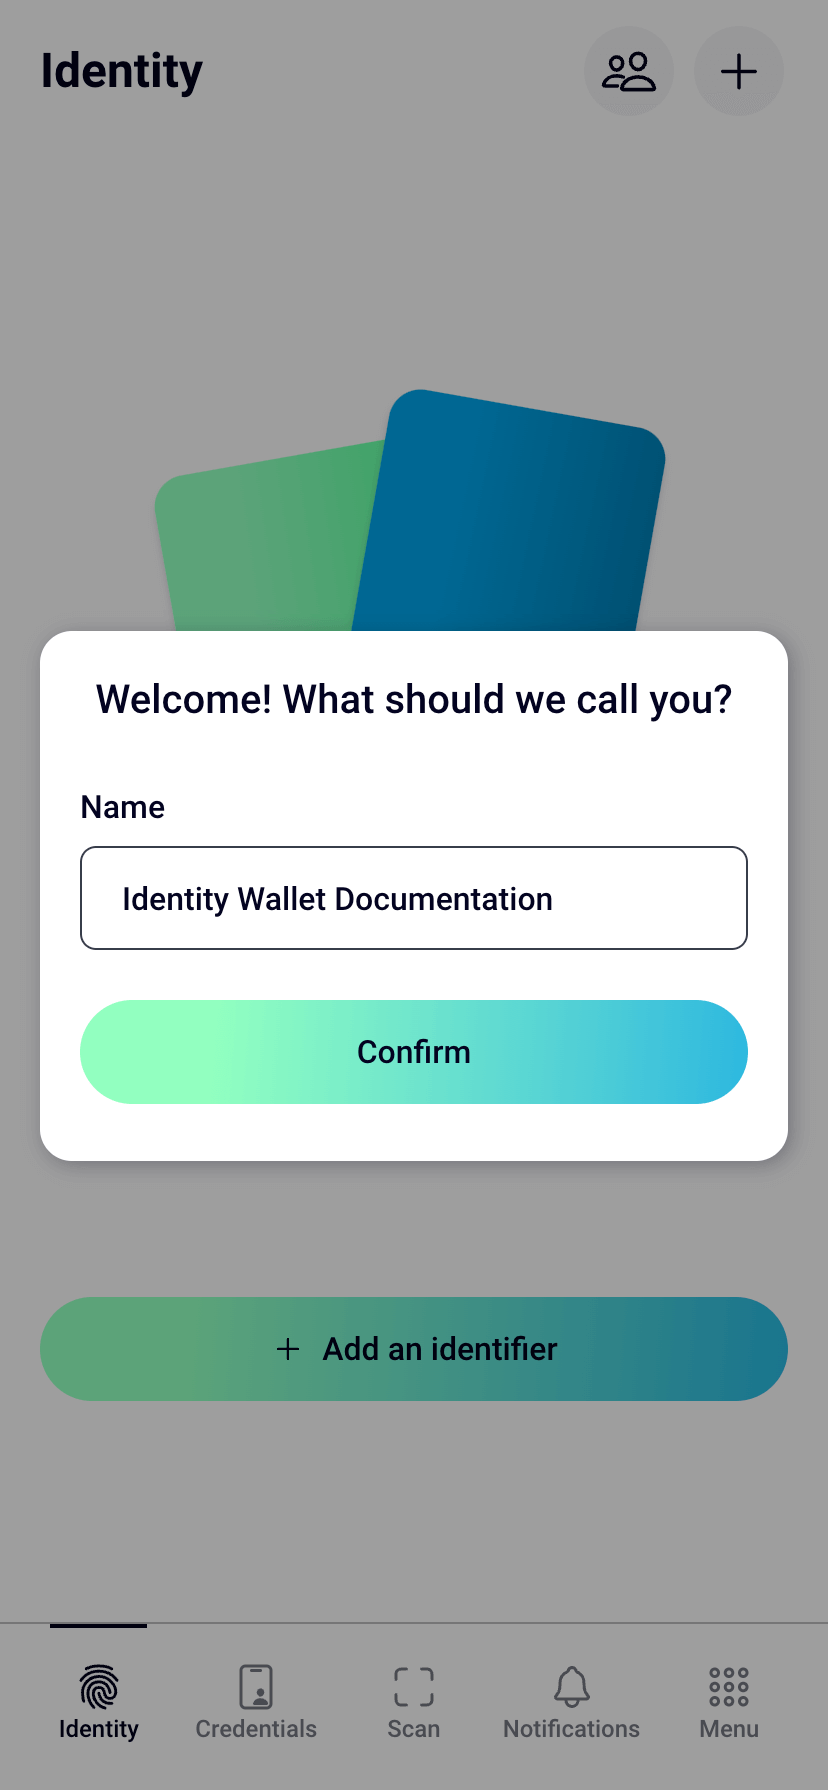 Identity
Welcome! What should we call you?
Name
Identity Wallet Documentation
Confirm
Add an identifier
Identity
Credentials
Scan
Notifications
Menu